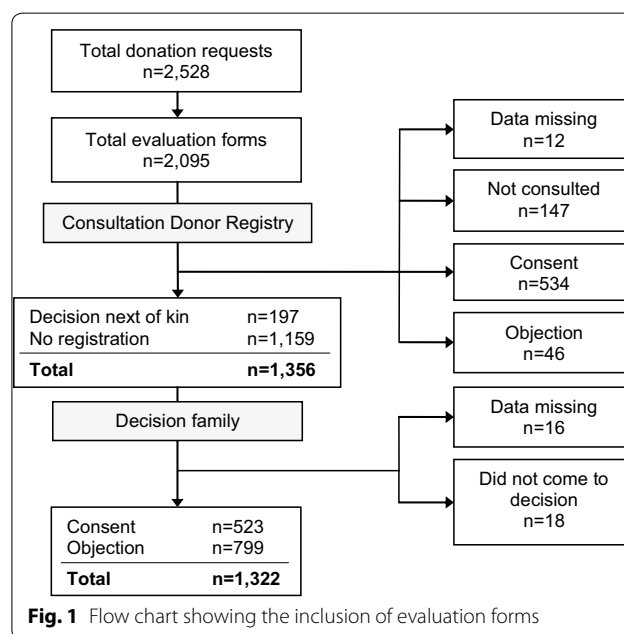 Total donation requests
n=2,528
Total evaluation forms
n=2,095
Consultation Donor Registry
Data missing
n=12
Not consulted
n=147
Consent
n=534
Objection
n=46
Decision next of kin n=197
No registration n=1,159
Total n=1,356
Decision family
Data missing
n=16
Did not come to
decision
n=18
Consent n=523
Objection n=799
Total n=1,322
Fig. 1 Flow chart showing the inclusion of evaluation forms